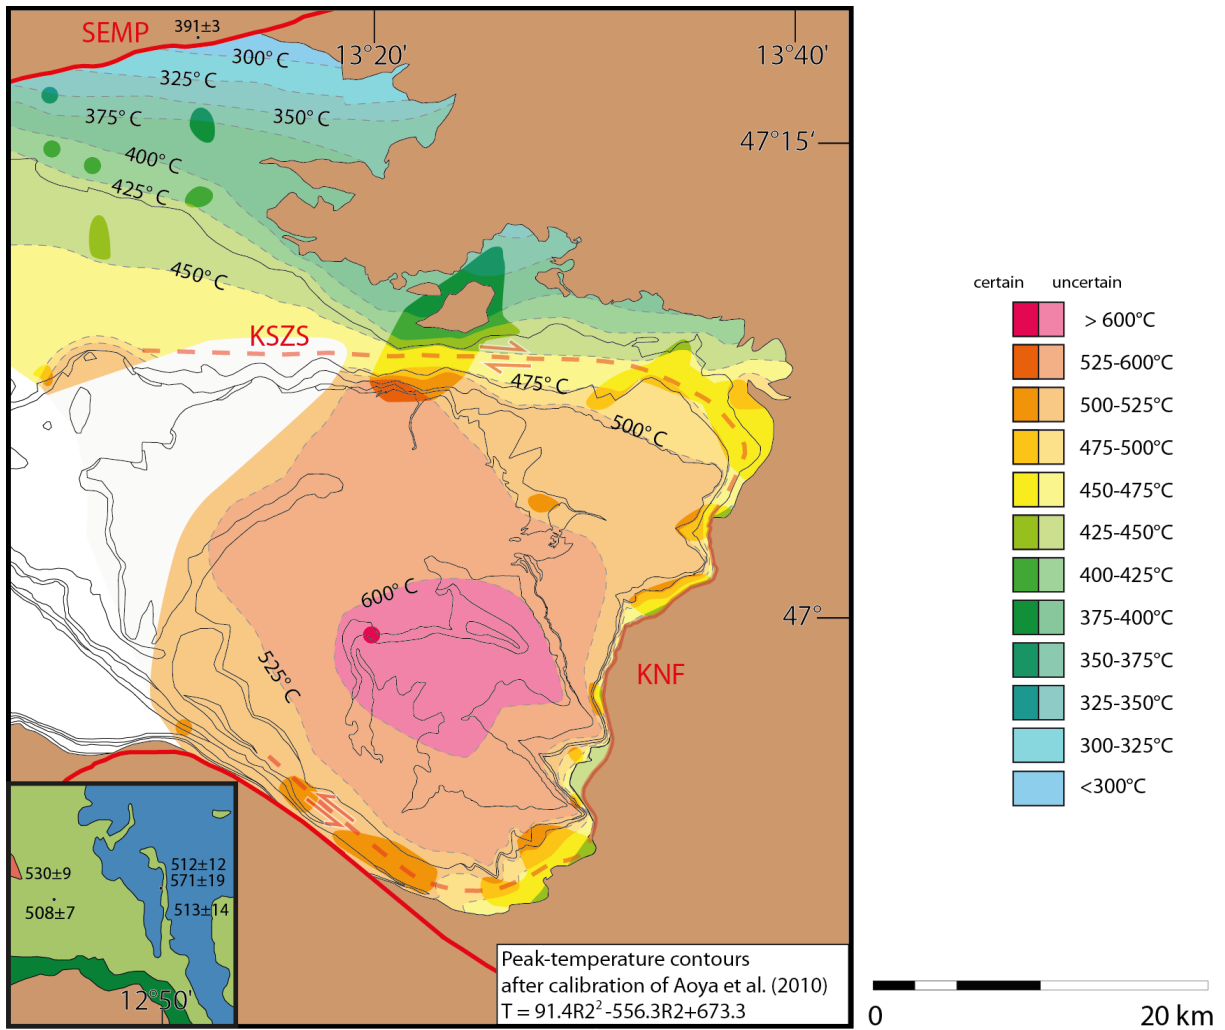 SEMP
391±3
13°20'
13°40'
300° C
325° C
375° C
350° C
47°15'
400° C
425° C
450° C
KSZS
475° C
500° C
600° C
47°
525° C
KNF
530±9
512±12
571±19
508±7
513±14
12°50'
Peak-temperature contours
after calibration of Aoya et al. (2010)
T = 91.4R2² -556.3R2+673.3
certain uncertain
> 600°C
525-600°C
500-525°C
475-500°C
450-475°C
425-450°C
400-425°C
375-400°C
350-375°C
325-350°C
300-325°C
<300°C
0 20 km